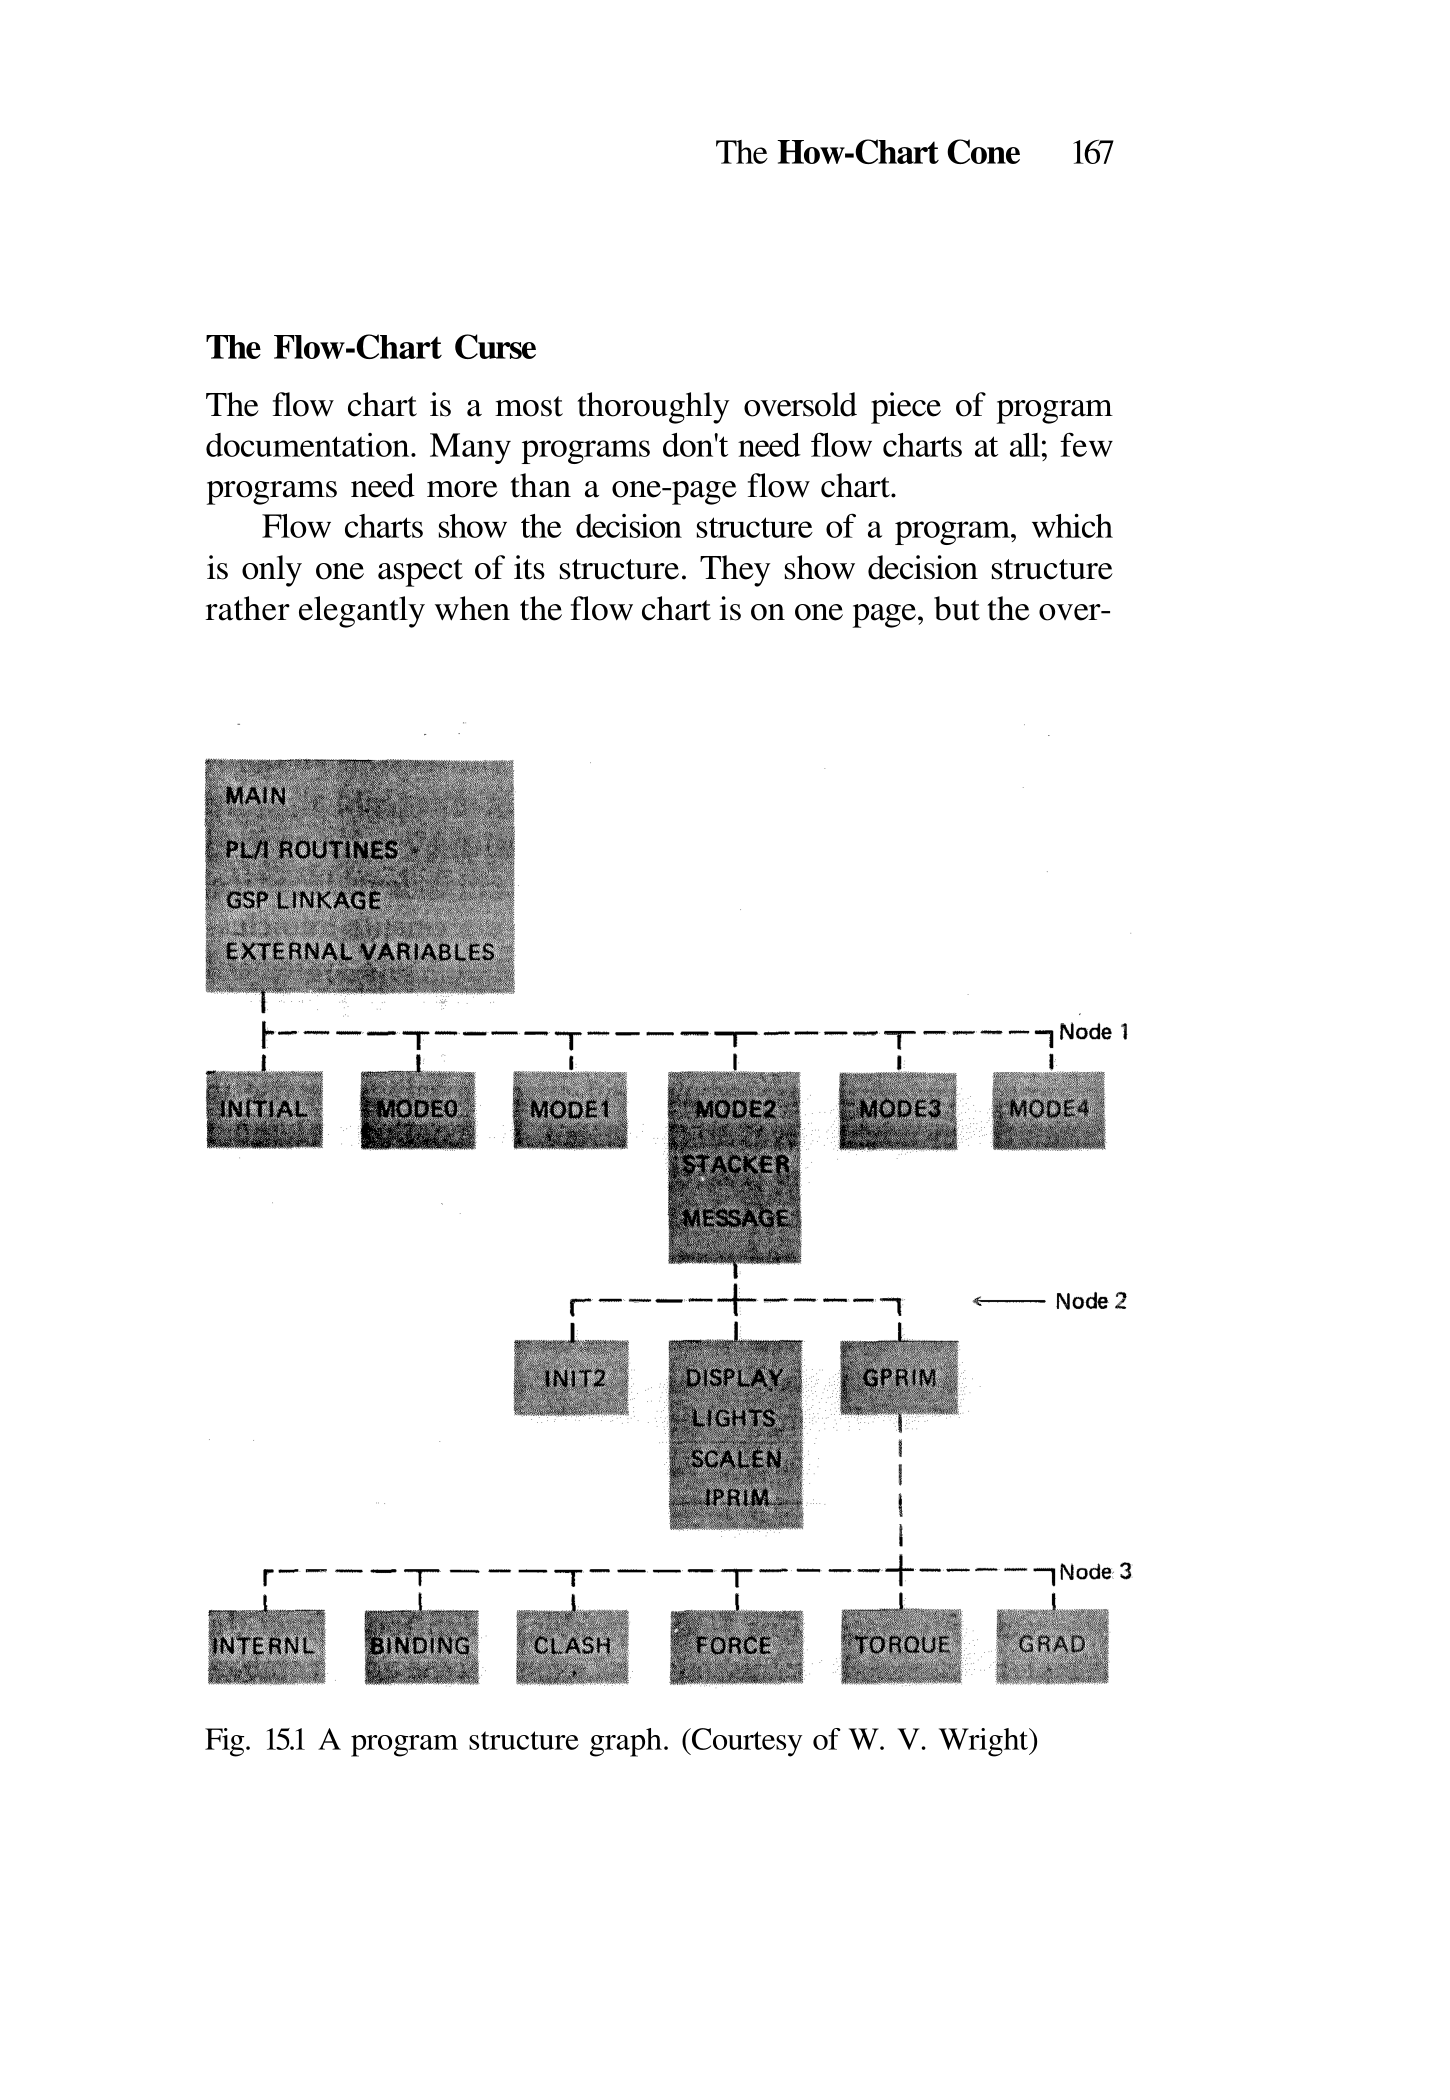 The How-Chart Cone 167
The Flow-Chart Curse
The flow chart is a most thoroughly oversold piece of program
documentation. Many programs don't need flow charts at all; few
programs need more than a one-page flow chart.
Flow charts show the decision structure of a program, which
is only one aspect of its structure. They show decision structure
rather elegantly when the flow chart is on one page, but the over-
MAIN
PL/I ROUTINES
GSP LINKAGE
EXTERNAL VARIABLES
Node 1
INITIAL MODE0 MODE1 MODE2 MODE3 MODE4
STACKER
MESSAGE
Node 2
INIT2 DISPLAY GPRIM
LIGHTS
SCALEN
IPRIM
Node 3
INTERNL BINDING CLASH FORCE TORQUE GRAD
Fig. 15.1 A program structure graph. (Courtesy of W. V. Wright)